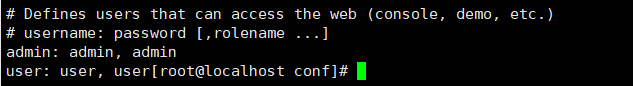 # Defines users that can access the web (console, demo, etc.)
# username: password [,rolename ...]
admin: admin, admin
user: user, user[root@localhost conf]#